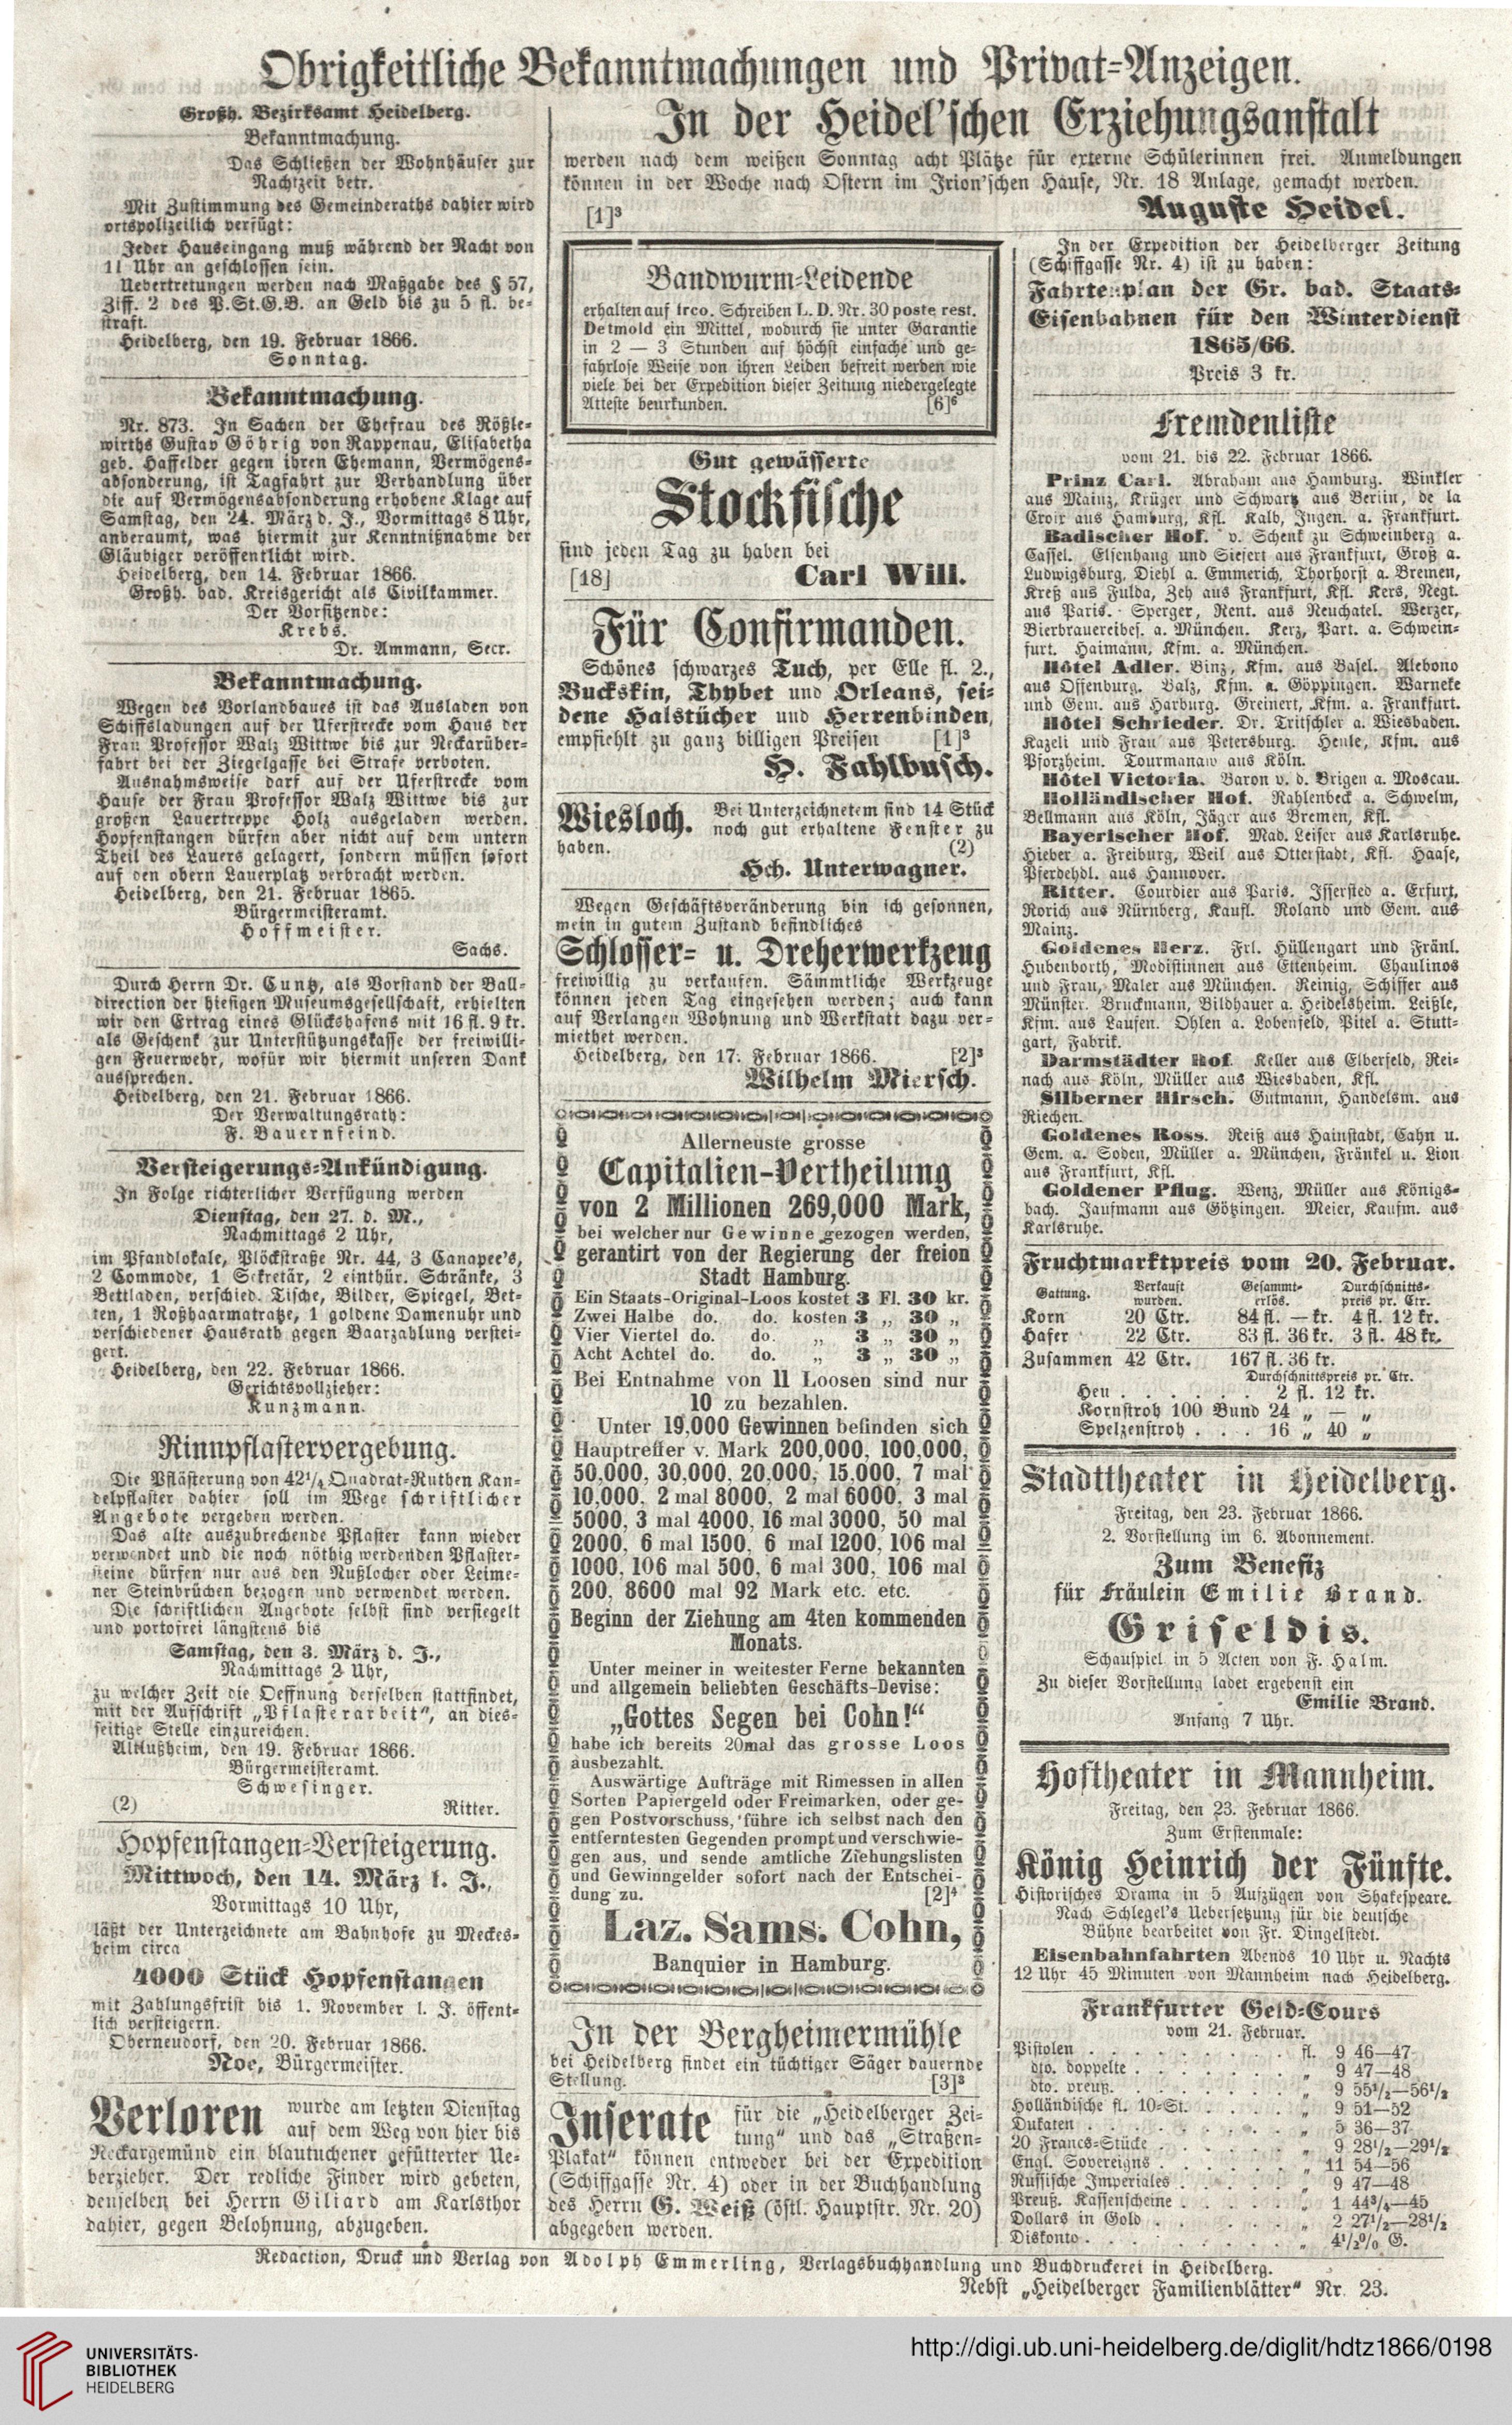 Obrigkeitliche Bekanntmachungen und Privat-Anzeigen.
Großh. Bezirksamt Heidelberg.
Bekanntmachung.
Das Schließen der Wohnhäuser zur
Nachtzeit betr.
Mit Zustimmung des Gemeinderaths dahier wird
ortspolizeilich verfügt:
Jeder Hauseingang muß während der Nacht von
11 Uhr an geschlossen sein.
Uebertretungen werden nach Maßgabe des § 57,
Ziff. 2 des P.St.G.B. an Geld bis zu 5 fl. be-
straft.
Heidelberg, den 19. Februar 1866.
Sonntag.
Bekanntmachung.
Nr. 873. In Sachen der Ehefrau des Rößle-
wirths Gustav Göhrig von Rappenau, Elisabetha
geb. Haffelder gegen ihren Ehemann, Vermögens-
absonderung, ist Tagfahrt zur Verhandlung über
die auf Vermögensabsonderung erhobene Klage auf
Samstag, den 24. März d. J., Vormittags 8 Uhr,
anberaumt, was hiermit zur Kenntnißnahme der
Gläubiger veröffentlicht wird.
Heidelberg, den 14. Februar 1866.
Großh. bad. Kreisgericht als Civilkammer.
Der Vorsitzende:
Krebs.
Dr. Ammann, Secr.
Bekanntmachung.
Wegen des Vorlandbaues ist das Ausladen von
Schiffsladungen auf der Uferstrecke vom Haus der
Frau Professor Walz Wittwe bis zur Neckarüber-
fahrt bei der Ziegelgasse bei Strafe verboten.
Ausnahmsweise darf auf der Uferstrecke vom
Hause der Frau Professor Walz Wittwe bis zur
großen Lauertreppe Holz ausgeladen werden.
Hopfenstangen dürfen aber nicht auf dem untern
Theil des Lauers gelagert, sondern müssen sofort
auf den obern Lauerplatz verbracht werden.
Heidelberg, den 21. Februar 1865.
Bürgermeisteramt.
Hoffmeister.
Sachs.
Durch Herrn Dr. Cuntz, als Vorstand der Ball-
direction der hiesigen Museumsgesellschaft, erhielten
wir den Ertrag eines Glückshafens mit 16 fl. 9 kr.
als Geschenk zur Unterstützungskasse der freiwilli-
gen Feuerwehr, wofür wir hiermit unseren Dank
aussprechen.
Heidelberg, den 21. Februar 1866.
Der Verwaltungsrath:
F. Bauernfeind.
Versteigerungs-Ankündigung.
In Folge richterlicher Verfügung werden
Dienstag, den 27. d. M.,
Nachmittags 2 Uhr,
im Pfandlokale, Plöckstraße Nr. 44, 3 Canapee's,
2 Commode, 1 Sekretär, 2 einthür. Schränke, 3
Bettladen, verschied. Tische, Bilder, Spiegel, Bet-
ten, 1 Roßhaarmatratze, 1 goldene Damenuhr und
verschiedener Hausrath gegen Baarzahlung verstei-
gert.
Heidelberg, den 22. Februar 1866.
Gerichtsvollzieher:
Kunzmann.
Rinnpflastervergebung.
Die Pflästerung von 42¼ Quadrat-Ruthen Kan-
delpflaster dahier soll im Wege schriftlicher
Angebote vergeben werden.
Das alte auszubrechende Pflaster kann wieder
verwendet und die noch nöthig werdenden Pflaster-
steine dürfen nur aus den Nußlocher oder Leime-
ner Steinbrüchen bezogen und verwendet werden.
Die schriftlichen Angebote selbst sind versiegelt
und portofrei längstens bis
Samstag, den 3. März d. J.,
Nachmittags 2 Uhr,
zu welcher Zeit die Oeffnung derselben stattfindet,
mit der Aufschrift „Pflasterarbeit", an dies-
seitige Stelle einzureichen.
Altlußheim, den 19. Februar 1866.
Bürgermeisteramt.
Schwesinger.
(2) Ritter.
Hopfenstangen-Versteigerung.
Mittwoch, den 14. März l. J.,
Vormittags 10 Uhr,
läßt der Unterzeichnete am Bahnhofe zu Meckes-
heim circa
4000 Stück Hopfenstangen
mit Zahlungsfrist bis 1. November l. J. öffent-
lich versteigern.
Oberneudorf, den 20. Februar 1866.
Noe, Bürgermeister.
Verloren wurde am letzten Dienstag
auf dem Weg von hier bis
Neckargemünd ein blautuchener gefütterter Ue-
berzieher. Der redliche Finder wird gebeten,
denselben bei Herrn Giliard am Karlsthor
dahier, gegen Belohnung, abzugeben.
In der Heidel'schen Erziehungsanstalt
werden nach dem weißen Sonntag acht Plätze für externe Schülerinnen frei. Anmeldungen
können in der Woche nach Ostern im Irion'schen Hause, Nr. 18 Anlage, gemacht werden.
[1]³ Auguste Heidel.
Bandwurm-Leidende
erhalten auf frco. Schreiben L. D. Nr. 30 poste rest.
Detmold ein Mittel, wodurch sie unter Garantie
in 2 — 3 Stunden auf höchst einfache und ge-
fahrlose Weise von ihren Leiden befreit werden wie
viele bei der Expedition dieser Zeitung niedergelegte
Atteste beurkunden. [6]⁶
Gut gewässerte
Stockfische
sind jeden Tag zu haben bei
[18] Carl Will.
Für Confirmanden.
Schönes schwarzes Tuch, per Elle fl. 2.,
Buckskin, Thybet und Orleans, sei-
dene Halstücher und Herrenbinden,
empfiehlt zu ganz billigen Preisen [1]³
H. Fahlbusch.
Wiesloch. Bei Unterzeichnetem sind 14 Stück
noch gut erhaltene Fenster zu
haben. (2)
Hch. Unterwagner.
Wegen Geschäftsveränderung bin ich gesonnen,
mein in gutem Zustand befindliches
Schlosser- u. Dreherwerkzeug
freiwillig zu verkaufen. Sämmtliche Werkzeuge
können jeden Tag eingesehen werden; auch kann
auf Verlangen Wohnung und Werkstatt dazu ver-
miethet werden.
Heidelberg, den 17. Februar 1866. [2]³
Wilhelm Miersch.
Allerneuste grosse
Capitalien-Vertheilung
von 2 Millionen 269,000 Mark,
bei welcher nur Gewinne gezogen werden,
gerantirt von der Regierung der freion
Stadt Hamburg.
Ein Staats-Original-Loos kostet 3 Fl. 30 kr.
Zwei Halbe do. do. kosten 3 „ 30 „
Vier Viertel do. do. „ 3 „ 30 „
Acht Achtel do. do. „ 3 „ 30 „
Bei Entnahme von 11 Loosen sind nur
10 zu bezahlen.
Unter 19,000 Gewinnen befinden sich
Haupttreffer v. Mark 200,000, 100,000,
50,000, 30,000, 20,000, 15,000, 7 mal
10,000, 2 mal 8000, 2 mal 6000, 3 mal
5000, 3 mal 4000, 16 mal 3000, 50 mal
2000, 6 mal 1500, 6 mal 1200, 106 mal
1000, 106 mal 500, 6 mal 300, 106 mal
200, 8600 mal 92 Mark etc. etc.
Beginn der Ziehung am 4ten kommenden
Monats.
Unter meiner in weitester Ferne bekannten
und allgemein beliebten Geschäfts-Devise:
„Gottes Segen bei Cohn!“
habe ich bereits 20mal das grosse Loos
ausbezahlt.
Auswärtige Aufträge mit Rimessen in allen
Sorten Papiergeld oder Freimarken, oder ge-
gen Postvorschuss, führe ich selbst nach den
entferntesten Gegenden prompt und verschwie-
gen aus, und sende amtliche Ziehungslisten
und Gewinngelder sofort nach der Entschei-
dung zu. [2]⁴
Laz. Sams. Cohn,
Banquier in Hamburg.
In der Bergheimermühle
bei Heidelberg findet ein tüchtiger Säger dauernde
Stellung. [3]³
Inserate für die „Heidelberger Zei-
tung" und das „Straßen-
Plakat" können entweder bei der Expedition
(Schiffgasse Nr. 4) oder in der Buchhandlung
des Herrn G. Weiß (östl. Hauptstr. Nr. 20)
abgegeben werden.
In der Expedition der Heidelberger Zeitung
(Schiffgasse Nr. 4) ist zu haben:
Fahrtenplan der Gr. bad. Staats-
Eisenbahnen für den Winterdienst
1865/66.
Preis 3 kr.
Fremdenliste
vom 21. bis 22. Februar 1866.
Prinz Carl. Abraham aus Hamburg. Winkler
aus Mainz, Krüger und Schwartz aus Berlin, de la
Croix aus Hamburg, Kfl. Kalb, Ingen. a. Frankfurt.
Badischer Hof. v. Schenk zu Schweinberg a.
Cassel. Elsenhang und Siefert aus Frankfurt, Groß a.
Ludwigsburg, Diehl a. Emmerich, Thorhorst a. Bremen,
Kreß aus Fulda, Zeh aus Frankfurt, Kfl. Kers, Negt.
aus Paris. Sperger, Rent. aus Neuchatel. Werzer,
Bierbrauereibes. a. München. Kerz, Part. a. Schwein-
furt. Haimann, Kfm. a. München.
Hôtel Adler. Binz, Kfm. aus Basel. Alebono
aus Offenburg. Balz, Kfm. a. Göppingen. Warneke
und Gem. aus Harburg. Greinert, Kfm. a. Frankfurt.
Hôtel Schrieder. Dr. Tritschler a. Wiesbaden.
Kazeli und Frau aus Petersburg. Henle, Kfm. aus
Pforzheim. Tourmanaw aus Köln.
Hôtel Victoria. Baron v. d. Brigen a. Moscau.
Holländischer Hof. Rahlenbeck a. Schwelm,
Bellmann aus Köln, Jäger aus Bremen, Kfl.
Bayerischer Hof. Mad. Leiser aus Karlsruhe.
Hieber a. Freiburg, Weil aus Otterstadt, Kfl. Haase,
Pferdehdl. aus Hannover.
Ritter. Courdier aus Paris. Isserstedt a. Erfurt,
Rorich aus Nürnberg, Kaufl. Roland und Gem. aus
Mainz.
Goldenes Herz. Frl. Hüllengart und Fränl.
Hubenborth, Modistinnen aus Ettenheim. Chaulinos
und Frau, Maler aus München. Reinig, Schiffer aus
Münster. Bruckmann, Bildhauer a. Heidelsheim. Leißle,
Kfm. aus Laufen. Ohlen a. Lobenfeld, Pitel a. Stutt-
gart, Fabrik.
Darmstädter Hof. Keller aus Elberfeld, Rei-
nach aus Köln, Müller aus Wiesbaden, Kfl.
Silberner Hirsch. Gutmann, Handelsm. aus
Riechen.
Goldenes Ross. Reiß aus Hainstadt, Cahn u.
Gem. a. Soden, Müller a. München, Fränkel u. Lion
aus Frankfurt, Kfl.
Goldener Pflug. Wenz, Müller aus Königs-
bach. Jaufmann aus Götzingen. Meier, Kaufm. aus
Karlsruhe.
Fruchtmarktpreis vom 20. Februar.
Gattung. Verkauft wurden. Gesammt-erlös. Durchschnitts-preis pr. Ctr.
Korn 20 Ctr. 84 fl. — kr. 4 fl. 12 kr.
Hafer 22 Ctr. 83 fl. 36 kr. 3 fl. 48 kr.
Zusammen 42 Ctr. 167 fl. 36 kr.
Durchschnittspreis pr. Ctr.
Heu . . . . . . 2 fl. 12 kr.
Kornstroh 100 Bund 24 „ — „
Spelzenstroh . . . 16 „ 40 „
Stadttheater in Heidelberg.
Freitag, den 23. Februar 1866.
2. Vorstellung im 6. Abonnement.
Zum Benefiz
für Fräulein Emilie Brand.
Griseldis.
Schauspiel in 5 Acten von F. Halm.
Zu dieser Vorstellung ladet ergebenst ein
Emilie Brand.
Anfang 7 Uhr.
Hoftheater in Mannheim.
Freitag, den 23. Februar 1866.
Zum Erstenmale:
König Heinrich der Fünfte.
Historisches Drama in 5 Aufzügen von Shakespeare.
Nach Schlegel's Uebersetzung für die deutsche
Bühne bearbeitet von Fr. Dingelstedt.
Eisenbahnfahrten Abends 10 Uhr u. Nachts
12 Uhr 45 Minuten von Mannheim nach Heidelberg.
Frankfurter Geld-Cours
vom 21. Februar.
Pistolen . . . . fl. 9 46—47
dto. doppelte . . . . „ 9 47—48
dto. preuß. . . . . „ 9 55½—56½
Holländische fl. 10-St. . . . . „ 9 51—52
Dukaten . . . . „ 5 36—37
20 Francs-Stücke . . . . „ 9 28½—29½
Engl. Sovereigns . . . . „ 11 54—56
Russische Imperiales . . . . „ 9 47—48
Preuß. Kassenscheine . . . . „ 1 44¾—45
Dollars in Gold . . . . „ 2 27½—28½
Diskonto . . . . „ 4½% G.
Redaction, Druck und Verlag von Adolph Emmerling, Verlagsbuchhandlung und Buchdruckerei in Heidelberg.
Nebst „Heidelberger Familienblätter" Nr. 23.
UNIVERSITÄTS-
BIBLIOTHEK
HEIDELBERG
http://digi.ub.uni-heidelberg.de/diglit/hdtz1866/0198